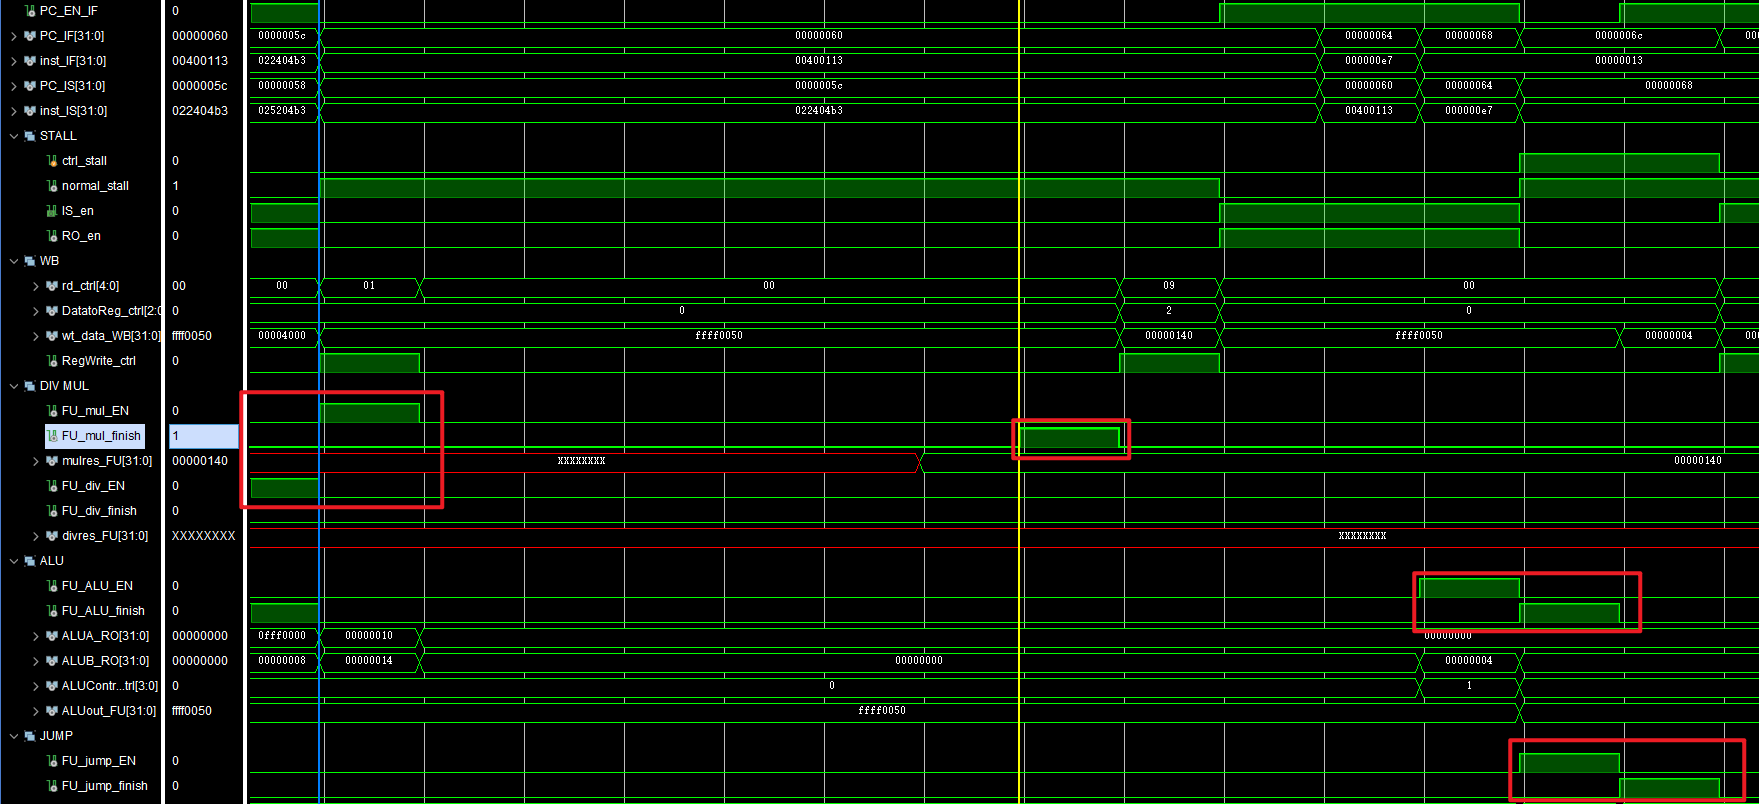 PC_EN_IF 0
PC_IF[31:0] 00000060 0000005c 00000060 00000064 00000068 0000006c 00
inst_IF[31:0] 00400113 022404b3 00400113 000000e7 00000013
PC_IS[31:0] 0000005c 00000058 0000005c 00000060 00000064 00000068
inst_IS[31:0] 022404b3 025204b3 022404b3 00400113 000000e7
STALL
ctrl_stall 0
normal_stall 1
IS_en 0
RO_en 0
WB
rd_ctrl[4:0] 00 00 01 00 09 00
DatatoReg_ctrl[2:0 0 0 2 0
wt_data_WB[31:0] ffff0050 00004000 ffff0050 00000140 ffff0050 00000004 00
RegWrite_ctrl 0
DIV MUL
FU_mul_EN 0
FU_mul_finish 1
mulres_FU[31:0] 00000140 XXXXXXXX 00000140
FU_div_EN 0
FU_div_finish 0
divres_FU[31:0] XXXXXXXX XXXXXXXX
ALU
FU_ALU_EN 0
FU_ALU_finish 0
ALUA_RO[31:0] 00000000 0fff0000 00000010 00000000
ALUB_RO[31:0] 00000000 00000008 00000014 00000000 00000004
ALUContr...trl[3:0] 0 0 1
ALUout_FU[31:0] ffff0050 ffff0050
JUMP
FU_jump_EN 0
FU_jump_finish 0